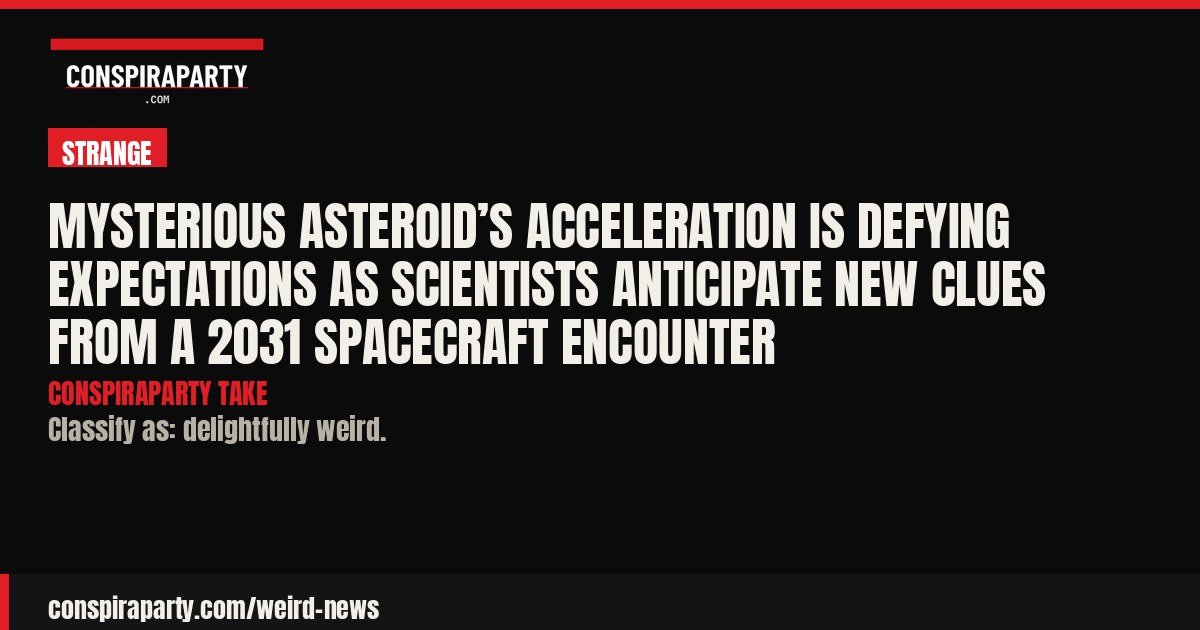 CONSPIRAPARTY
.COM
STRANGE
MYSTERIOUS ASTEROID’S ACCELERATION IS DEFYING
EXPECTATIONS AS SCIENTISTS ANTICIPATE NEW CLUES
FROM A 2031 SPACECRAFT ENCOUNTER
CONSPIRAPARTY TAKE
Classify as: delightfully weird.
conspiraparty.com/weird-news